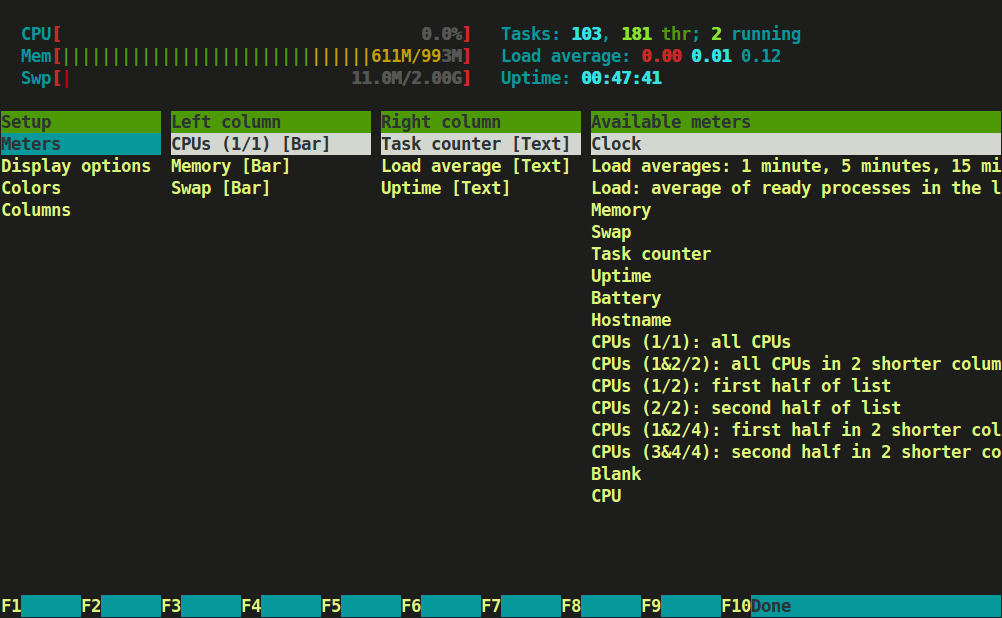 CPU[ 0.0%] Tasks: 103, 181 thr; 2 running
Mem[|||||||||||||||||||||||||||||||611M/993M] Load average: 0.00 0.01 0.12
Swp[| 11.0M/2.00G] Uptime: 00:47:41
Setup Left column Right column Available meters
Meters CPUs (1/1) [Bar] Task counter [Text] Clock
Display options Memory [Bar] Load average [Text] Load averages: 1 minute, 5 minutes, 15 mi
Colors Swap [Bar] Uptime [Text] Load: average of ready processes in the l
Columns Memory
Swap
Task counter
Uptime
Battery
Hostname
CPUs (1/1): all CPUs
CPUs (1&2/2): all CPUs in 2 shorter colum
CPUs (1/2): first half of list
CPUs (2/2): second half of list
CPUs (1&2/4): first half in 2 shorter col
CPUs (3&4/4): second half in 2 shorter co
Blank
CPU
F1 F2 F3 F4 F5 F6 F7 F8 F9 F10Done